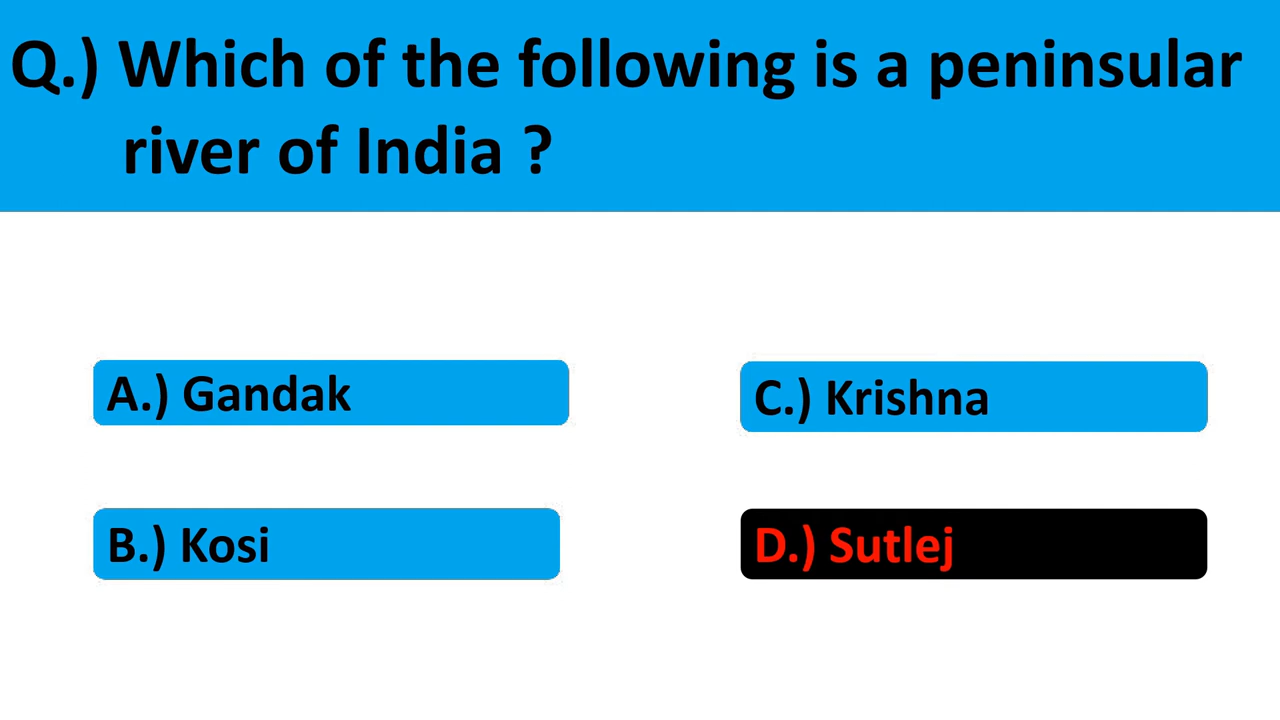 Q.) Which of the following is a peninsular
river of India ?
A.) Gandak
C.) Krishna
B.) Kosi
D.) Sutlej